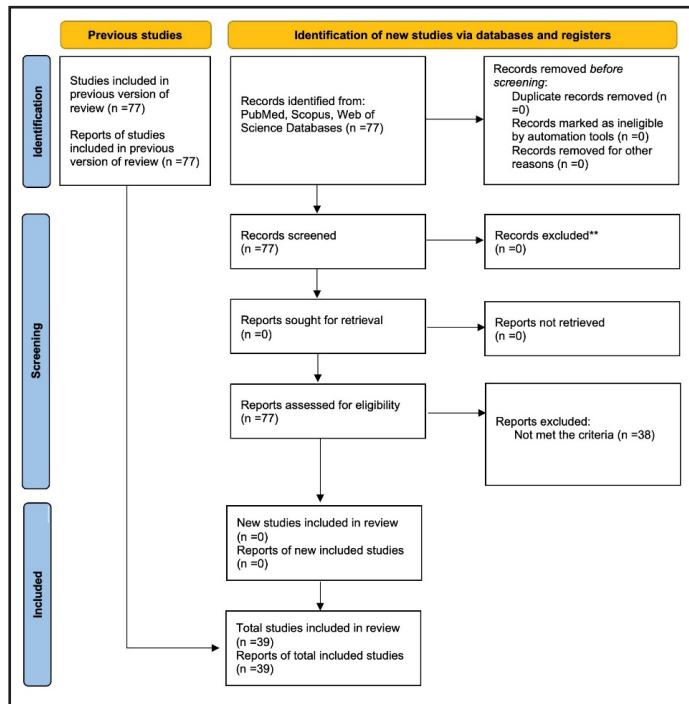 Previous studies
Identification of new studies via databases and registers
Identification
Studies included in
previous version of
review (n =77)
Reports of studies
included in previous
version of review (n =77)
Records identified from:
PubMed, Scopus, Web of
Science Databases (n =77)
Records removed before
screening:
Duplicate records removed (n
=0)
Records marked as ineligible
by automation tools (n =0)
Records removed for other
reasons (n =0)
Screening
Records screened
(n =77)
Records excluded**
(n =0)
Reports sought for retrieval
(n =0)
Reports not retrieved
(n =0)
Reports assessed for eligibility
(n =77)
Reports excluded:
Not met the criteria (n =38)
Included
New studies included in review
(n =0)
Reports of new included studies
(n =0)
Total studies included in review
(n =39)
Reports of total included studies
(n =39)